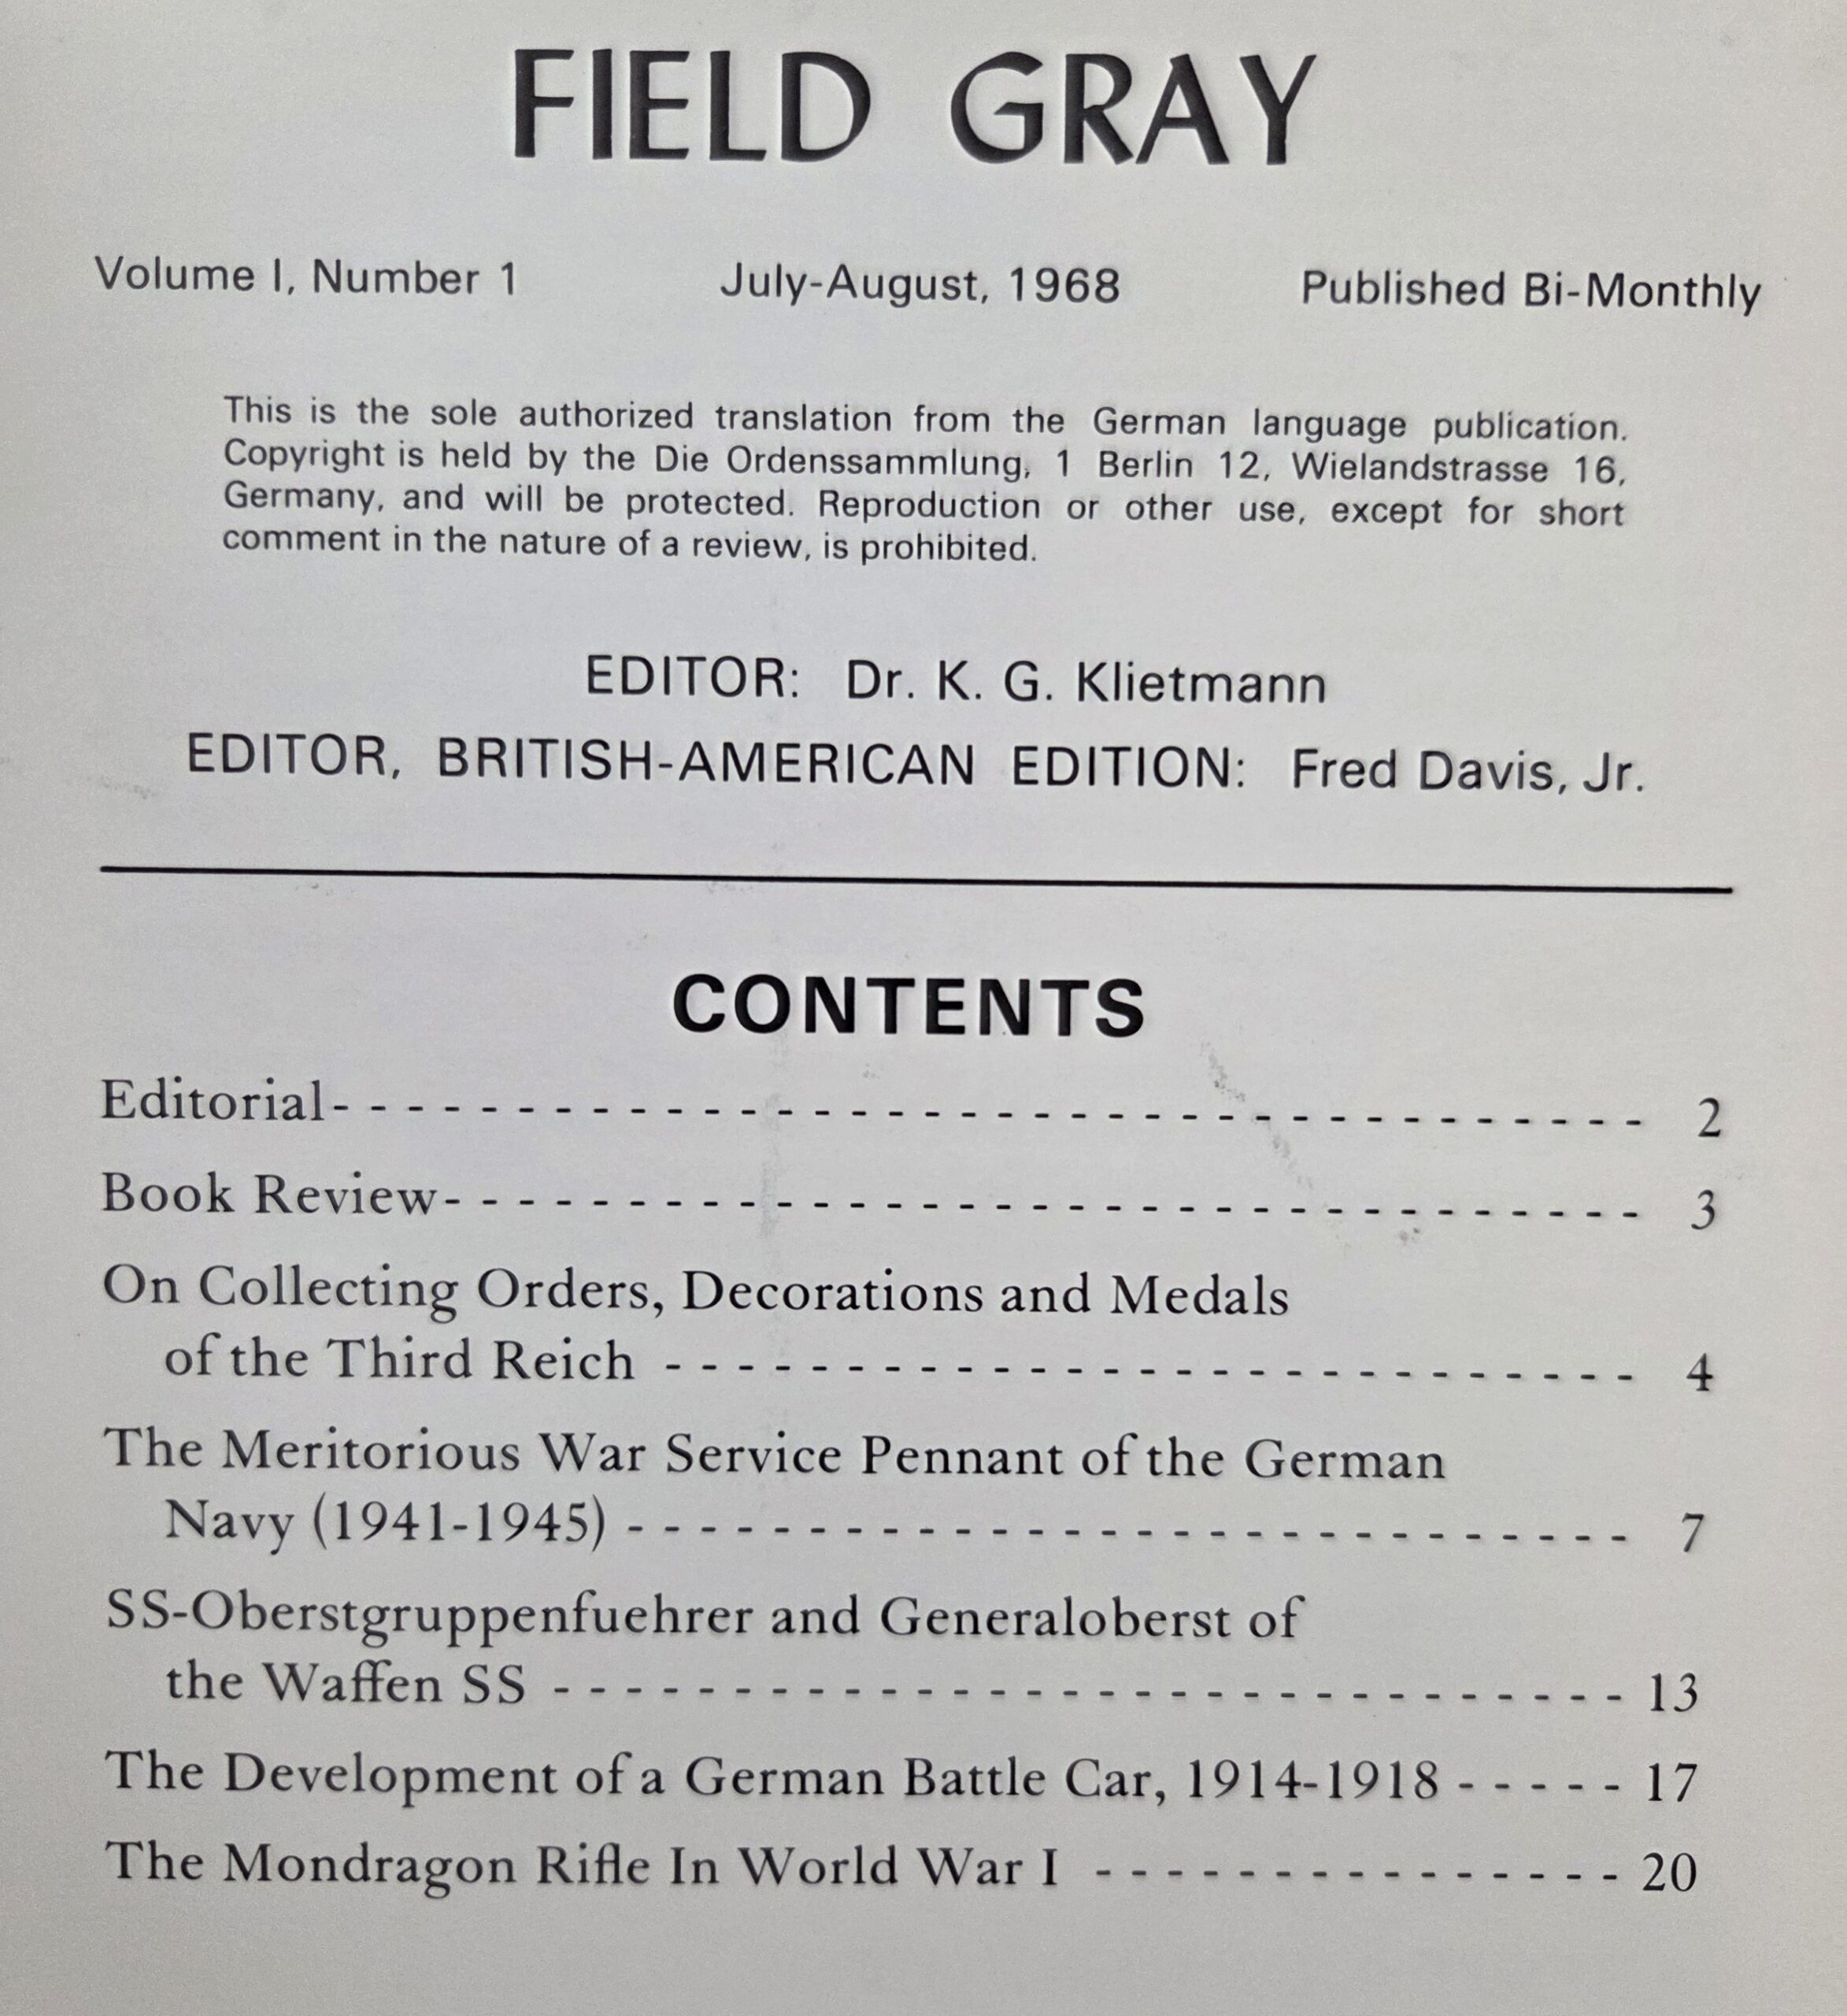 FIELD GRAY
Volume I, Number 1 July-August, 1968 Published Bi-Monthly
This is the sole authorized translation from the German language publication.
Copyright is held by the Die Ordenssammlung, 1 Berlin 12, Wielandstrasse 16,
Germany, and will be protected. Reproduction or other use, except for short
comment in the nature of a review, is prohibited.
EDITOR: Dr. K. G. Klietmann
EDITOR, BRITISH-AMERICAN EDITION: Fred Davis, Jr.
CONTENTS
Editorial - - - - - - - - - - - - - - - - - - - - - - - - - - - - - - - - - - - - 2
Book Review - - - - - - - - - - - - - - - - - - - - - - - - - - - - - - - - - 3
On Collecting Orders, Decorations and Medals
of the Third Reich - - - - - - - - - - - - - - - - - - - - - - - - - - - 4
The Meritorious War Service Pennant of the German
Navy (1941-1945) - - - - - - - - - - - - - - - - - - - - - - - - - - - - 7
SS-Oberstgruppenfuehrer and Generaloberst of
the Waffen SS - - - - - - - - - - - - - - - - - - - - - - - - - - - - - - 13
The Development of a German Battle Car, 1914-1918 - - - - - 17
The Mondragon Rifle In World War I - - - - - - - - - - - - - - - 20